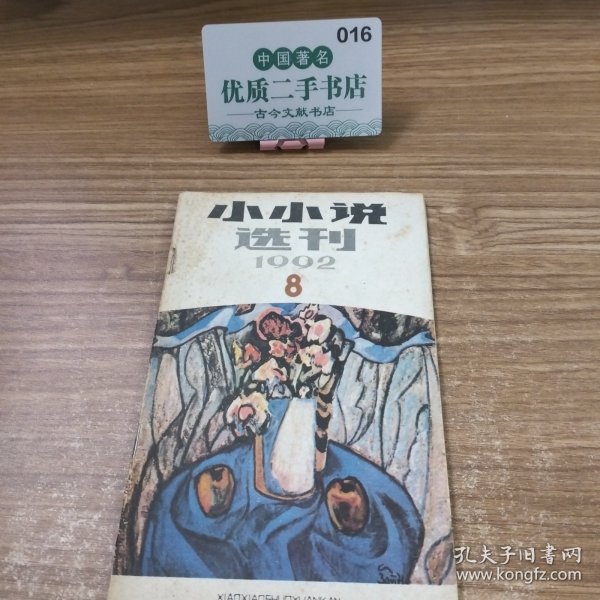 016
中国著名
优质二手书店
古今文献书店
小小说
选刊
1992
8
XIAOXIAOSHUOXUANKAN
孔夫子旧书网
www.kongfz.com